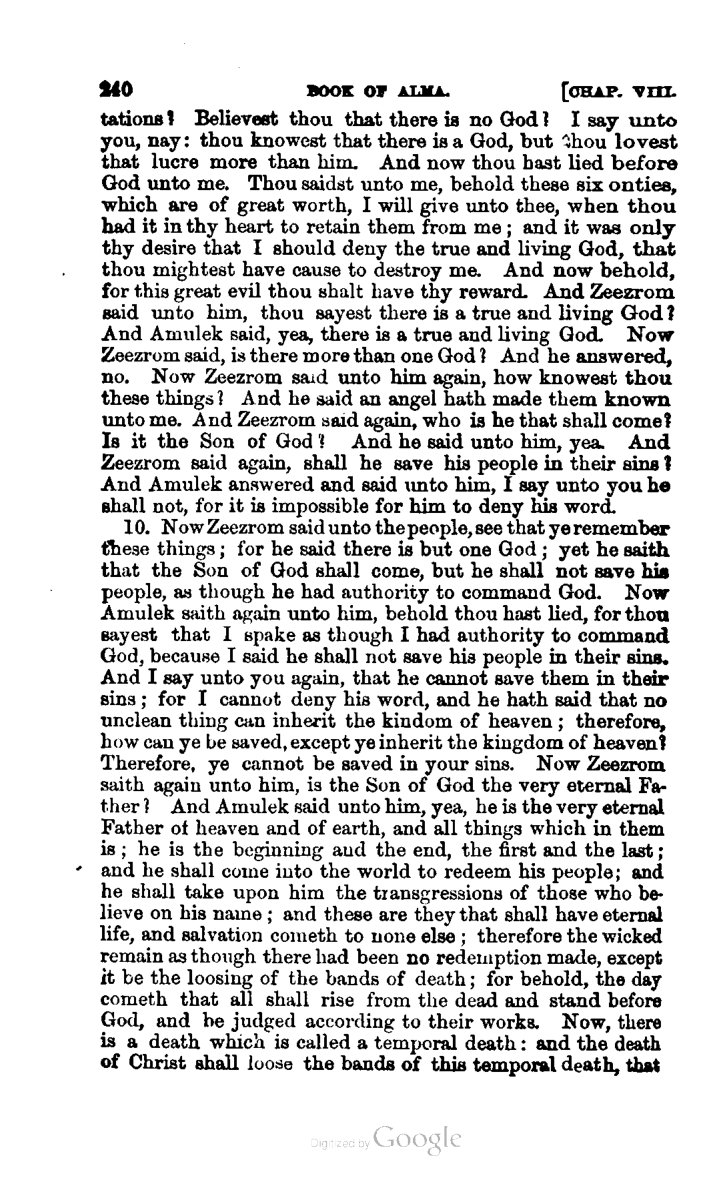 240 BOOK OF ALMA. [CHAP. VIII.
tations? Believest thou that there is no God? I say unto
you, nay: thou knowest that there is a God, but thou lovest
that lucre more than him. And now thou hast lied before
God unto me. Thou saidst unto me, behold these six onties,
which are of great worth, I will give unto thee, when thou
had it in thy heart to retain them from me; and it was only
thy desire that I should deny the true and living God, that
thou mightest have cause to destroy me. And now behold,
for this great evil thou shalt have thy reward. And Zeezrom
said unto him, thou sayest there is a true and living God?
And Amulek said, yea, there is a true and living God. Now
Zeezrom said, is there more than one God? And he answered,
no. Now Zeezrom said unto him again, how knowest thou
these things? And he said an angel hath made them known
unto me. And Zeezrom said again, who is he that shall come?
Is it the Son of God? And he said unto him, yea. And
Zeezrom said again, shall he save his people in their sins?
And Amulek answered and said unto him, I say unto you he
shall not, for it is impossible for him to deny his word.
10. Now Zeezrom said unto the people, see that ye remember
these things; for he said there is but one God; yet he saith
that the Son of God shall come, but he shall not save his
people, as though he had authority to command God. Now
Amulek saith again unto him, behold thou hast lied, for thou
sayest that I spake as though I had authority to command
God, because I said he shall not save his people in their sins.
And I say unto you again, that he cannot save them in their
sins; for I cannot deny his word, and he hath said that no
unclean thing can inherit the kindom of heaven; therefore,
how can ye be saved, except ye inherit the kingdom of heaven?
Therefore, ye cannot be saved in your sins. Now Zeezrom
saith again unto him, is the Son of God the very eternal Fa-
ther? And Amulek said unto him, yea, he is the very eternal
Father of heaven and of earth, and all things which in them
is; he is the beginning and the end, the first and the last;
and he shall come into the world to redeem his people; and
he shall take upon him the transgressions of those who be-
lieve on his name; and these are they that shall have eternal
life, and salvation cometh to none else; therefore the wicked
remain as though there had been no redemption made, except
it be the loosing of the bands of death; for behold, the day
cometh that all shall rise from the dead and stand before
God, and be judged according to their works. Now, there
is a death which is called a temporal death: and the death
of Christ shall loose the bands of this temporal death, that
Digitized by Google